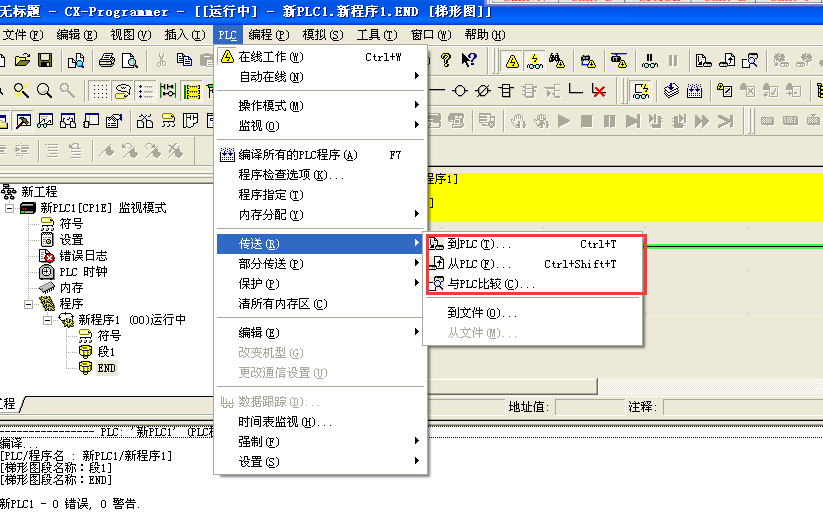 无标题 - CX-Programmer - [[运行中] - 新PLC1.新程序1.END [梯形图]]
文件(F) 编辑(E) 视图(V) 插入(I) PLC 编程(P) 模拟(S) 工具(T) 窗口(W) 帮助(H)
在线工作(W) Ctrl+W
自动在线(N)
操作模式(M)
监视(O)
编译所有的PLC程序(A) F7
程序检查选项(K)...
程序指定(T)
内存分配(Y)
传送(R)
部分传送(P)
保护(P)
清所有内存区(C)
编辑(E)
改变机型(G)
更改通信设置(U)
数据跟踪(D)...
时间表监视(H)...
强制(F)
设置(S)
到PLC(T)... Ctrl+T
从PLC(F)... Ctrl+Shift+T
与PLC比较(C)...
到文件(O)...
从文件(M)...
程序1]
]
新工程
新PLC1[CP1E] 监视模式
符号
设置
错误日志
PLC 时钟
内存
程序
新程序1 (00)运行中
符号
段1
END
工程
地址值: 注释:
PLC: '新PLC1' (PLC
编译...
[PLC/程序名 : 新PLC1/新程序1]
[梯形图段名称：段1]
[梯形图段名称：END]
新PLC1 - 0 错误, 0 警告.